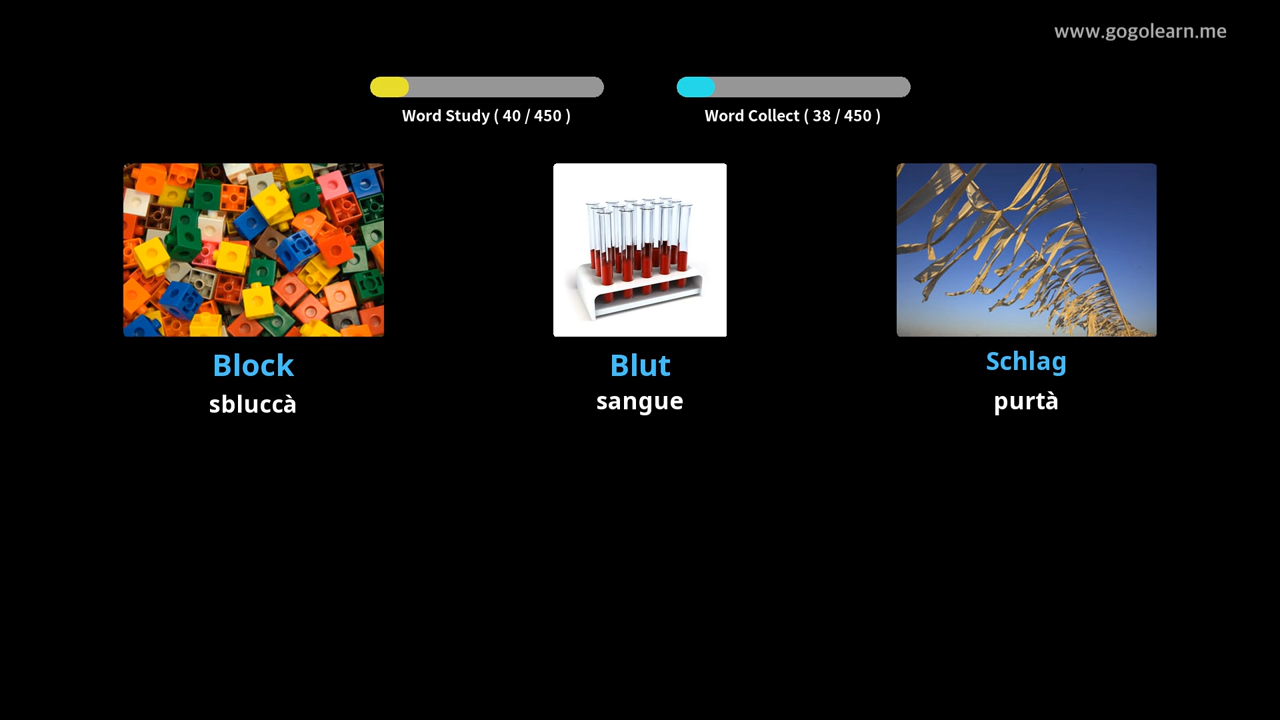 www.gogolearn.me
Word Study ( 40 / 450 )
Word Collect ( 38 / 450 )
Block
sbluccà
Blut
sangue
Schlag
purtà